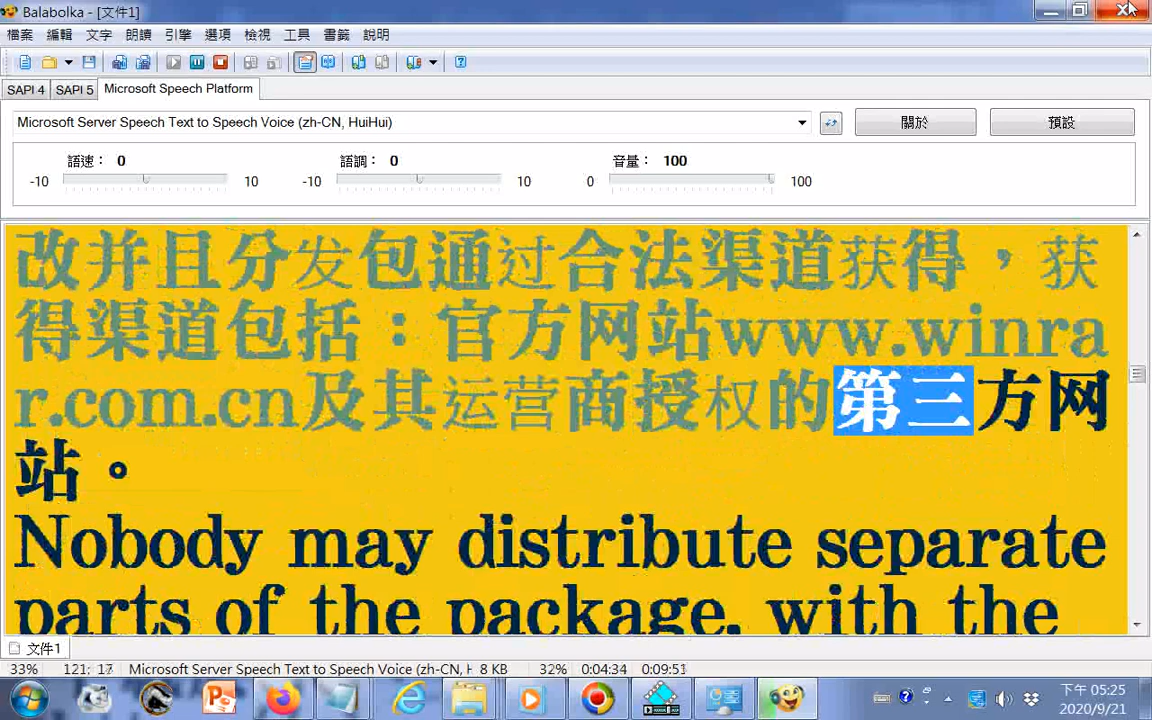 Balabolka - [文件1]
檔案 編輯 文字 朗讀 引擎 選項 檢視 工具 書籤 說明
SAPI 4 SAPI 5 Microsoft Speech Platform
Microsoft Server Speech Text to Speech Voice (zh-CN, HuiHui) 關於 預設
語速： 0 語調： 0 音量： 100
-10 10 -10 10 0 100
改并且分发包通过合法渠道获得，获
得渠道包括：官方网站www.winra
r.com.cn及其运营商授权的第三方网
站。
Nobody may distribute separate
parts of the package, with the
文件1
33% 121: 17 Microsoft Server Speech Text to Speech Voice (zh-CN, H 8 KB 32% 0:04:34 0:09:51
下午 05:25
2020/9/21